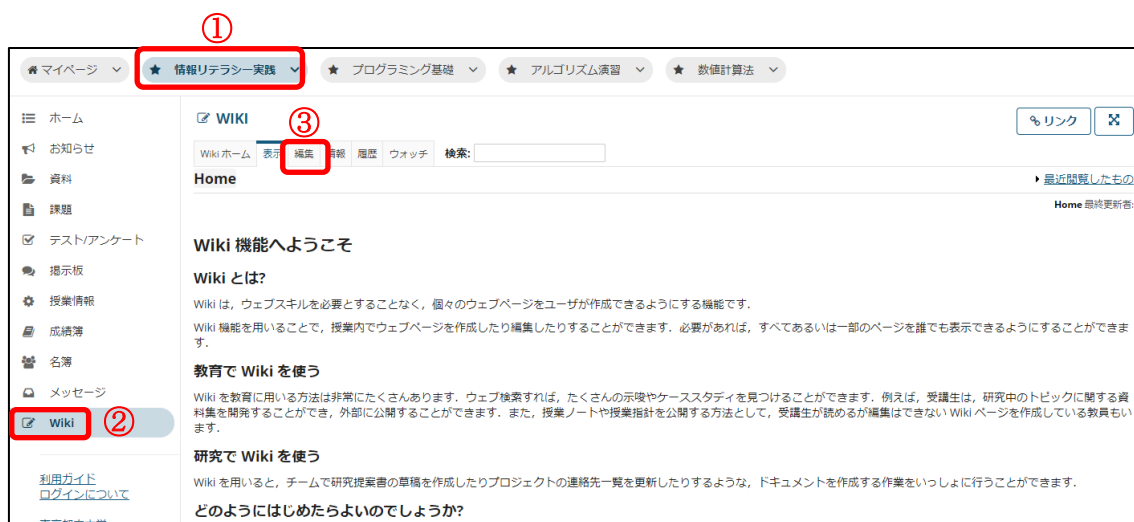 ①
マイページ
情報リテラシー実践
プログラミング基礎
アルゴリズム演習
数値計算法
ホーム
お知らせ
資料
課題
テスト/アンケート
掲示板
授業情報
成績簿
名簿
メッセージ
Wiki
②
利用ガイド
ログインについて
WIKI
③
リンク
Wiki ホーム 表示 編集 情報 履歴 ウォッチ 検索:
Home
最近閲覧したもの
Home 最終更新者:
Wiki 機能へようこそ
Wiki とは?
Wiki は，ウェブスキルを必要とすることなく，個々のウェブページをユーザが作成できるようにする機能です．
Wiki 機能を用いることで，授業内でウェブページを作成したり編集したりすることができます．必要があれば，すべてあるいは一部のページを誰でも表示できるようにすることができま
す．
教育で Wiki を使う
Wiki を教育に用いる方法は非常にたくさんあります．ウェブ検索すれば，たくさんの示唆やケーススタディを見つけることができます．例えば，受講生は，研究中のトピックに関する資
料集を開発することができ，外部に公開することができます．また，授業ノートや授業指針を公開する方法として，受講生が読めるが編集はできない Wiki ページを作成している教員もい
ます．
研究で Wiki を使う
Wiki を用いると，チームで研究提案書の草稿を作成したりプロジェクトの連絡先一覧を更新したりするような，ドキュメントを作成する作業をいっしょに行うことができます．
どのようにはじめたらよいのでしょうか?